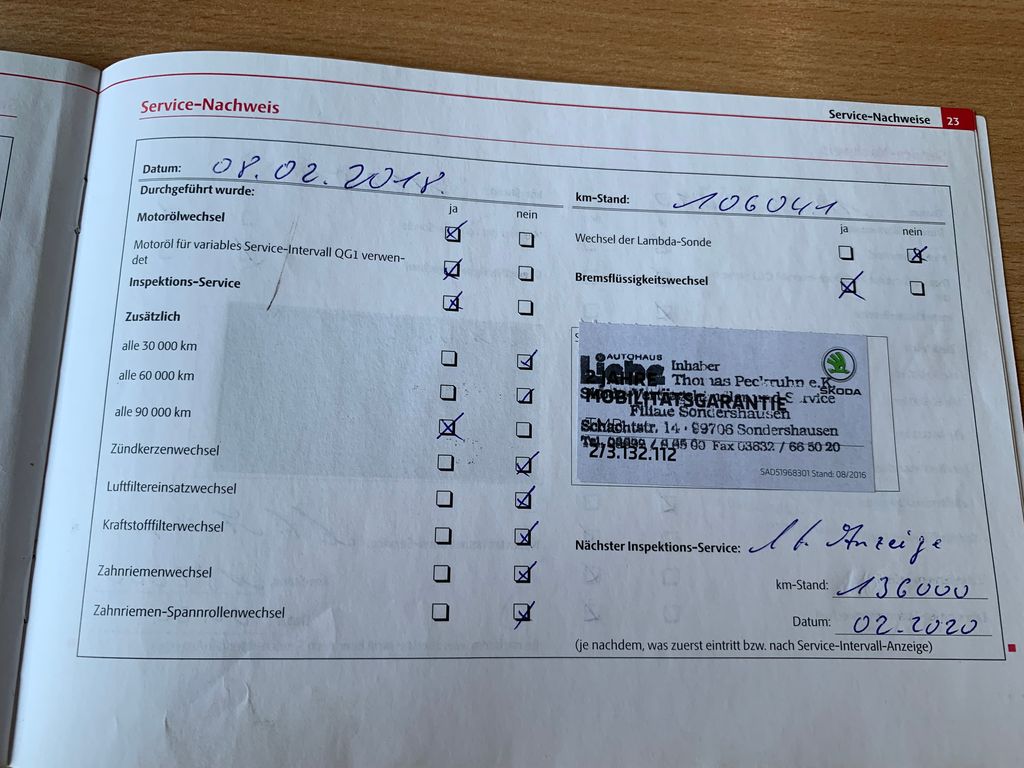 Service-Nachweis
Service-Nachweise 23
Datum: 08.02.2018.
Durchgeführt wurde:
ja nein
Motorölwechsel
Motoröl für variables Service-Intervall QG1 verwen-
det
Inspektions-Service
Zusätzlich
alle 30 000 km
alle 60 000 km
alle 90 000 km
Zündkerzenwechsel
Luftfiltereinsatzwechsel
Kraftstofffilterwechsel
Zahnriemenwechsel
Zahnriemen-Spannrollenwechsel
km-Stand: 106041
ja nein
Wechsel der Lambda-Sonde
Bremsflüssigkeitswechsel
AUTOHAUS
Inhaber
2 JAHRE
ŠKODA
MOBILITÄTSGARANTIE
Filiale Sondershausen
Schachtstr. 14 · 99706 Sondershausen
Fax 03632 / 66 50 20
273.132.112
SAD51968301 Stand: 08/2016
Nächster Inspektions-Service: Anzeige
km-Stand: 136000
Datum: 02.2020
(je nachdem, was zuerst eintritt bzw. nach Service-Intervall-Anzeige)